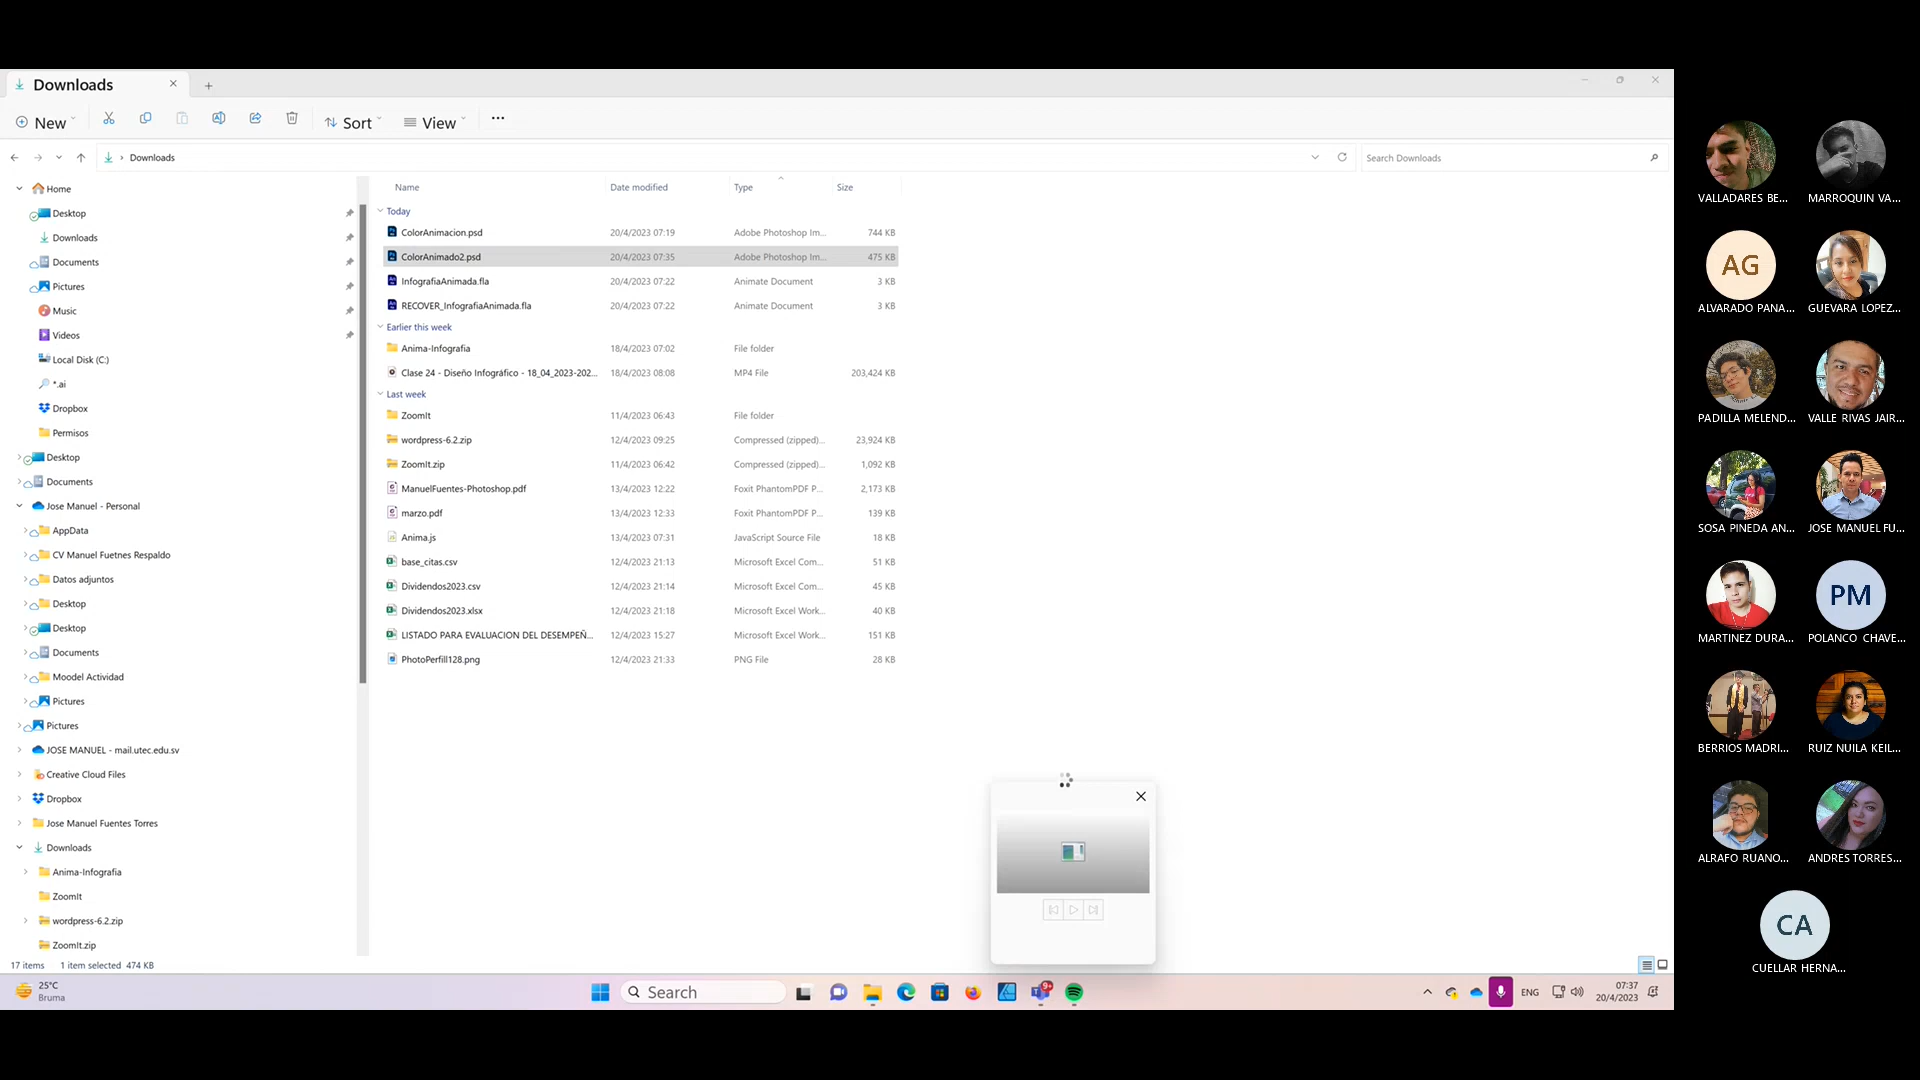 Downloads
New
Sort
View
Downloads
Search Downloads
Home
Desktop
Downloads
Documents
Pictures
Music
Videos
Local Disk (C:)
*.ai
Dropbox
Permisos
Desktop
Documents
Jose Manuel - Personal
AppData
CV Manuel Fuetnes Respaldo
Datos adjuntos
Desktop
Desktop
Documents
Moodel Actividad
Pictures
Pictures
JOSE MANUEL - mail.utec.edu.sv
Creative Cloud Files
Dropbox
Jose Manuel Fuentes Torres
Downloads
Anima-Infografia
ZoomIt
wordpress-6.2.zip
ZoomIt.zip
Name Date modified Type Size
Today
ColorAnimacion.psd 20/4/2023 07:19 Adobe Photoshop Im... 744 KB
ColorAnimado2.psd 20/4/2023 07:35 Adobe Photoshop Im... 475 KB
InfografiaAnimada.fla 20/4/2023 07:22 Animate Document 3 KB
RECOVER_InfografiaAnimada.fla 20/4/2023 07:22 Animate Document 3 KB
Earlier this week
Anima-Infografia 18/4/2023 07:02 File folder
Clase 24 - Diseño Infográfico - 18_04_2023-202... 18/4/2023 08:08 MP4 File 203,424 KB
Last week
ZoomIt 11/4/2023 06:43 File folder
wordpress-6.2.zip 12/4/2023 09:25 Compressed (zipped)... 23,924 KB
ZoomIt.zip 11/4/2023 06:42 Compressed (zipped)... 1,092 KB
ManuelFuentes-Photoshop.pdf 13/4/2023 12:22 Foxit PhantomPDF P... 2,173 KB
marzo.pdf 13/4/2023 12:33 Foxit PhantomPDF P... 139 KB
Anima.js 13/4/2023 07:31 JavaScript Source File 18 KB
base_citas.csv 12/4/2023 21:13 Microsoft Excel Com... 51 KB
Dividendos2023.csv 12/4/2023 21:14 Microsoft Excel Com... 45 KB
Dividendos2023.xlsx 12/4/2023 21:18 Microsoft Excel Work... 40 KB
LISTADO PARA EVALUACION DEL DESEMPEÑ... 12/4/2023 15:27 Microsoft Excel Work... 151 KB
PhotoPerfill128.png 12/4/2023 21:33 PNG File 28 KB
17 items 1 item selected 474 KB
25°C
Bruma
Search
9+
ENG
07:37
20/4/2023
VALLADARES BE... MARROQUIN VA...
AG
ALVARADO PANA... GUEVARA LOPEZ...
PADILLA MELEND... VALLE RIVAS JAIR...
SOSA PINEDA AN... JOSE MANUEL FU...
PM
MARTINEZ DURA... POLANCO CHAVE...
BERRIOS MADRI... RUIZ NUILA KEIL...
ALRAFO RUANO... ANDRES TORRES...
CA
CUELLAR HERNA...